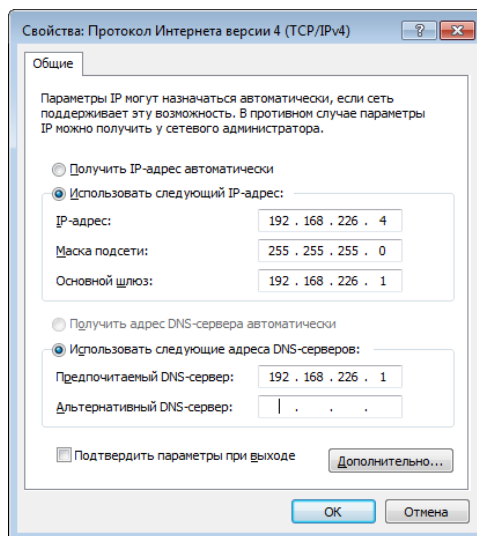 Свойства: Протокол Интернета версии 4 (TCP/IPv4)
Общие
Параметры IP могут назначаться автоматически, если сеть
поддерживает эту возможность. В противном случае параметры
IP можно получить у сетевого администратора.
Получить IP-адрес автоматически
Использовать следующий IP-адрес:
IP-адрес: 192 . 168 . 226 . 4
Маска подсети: 255 . 255 . 255 . 0
Основной шлюз: 192 . 168 . 226 . 1
Получить адрес DNS-сервера автоматически
Использовать следующие адреса DNS-серверов:
Предпочитаемый DNS-сервер: 192 . 168 . 226 . 1
Альтернативный DNS-сервер: . . .
Подтвердить параметры при выходе
Дополнительно...
ОК Отмена